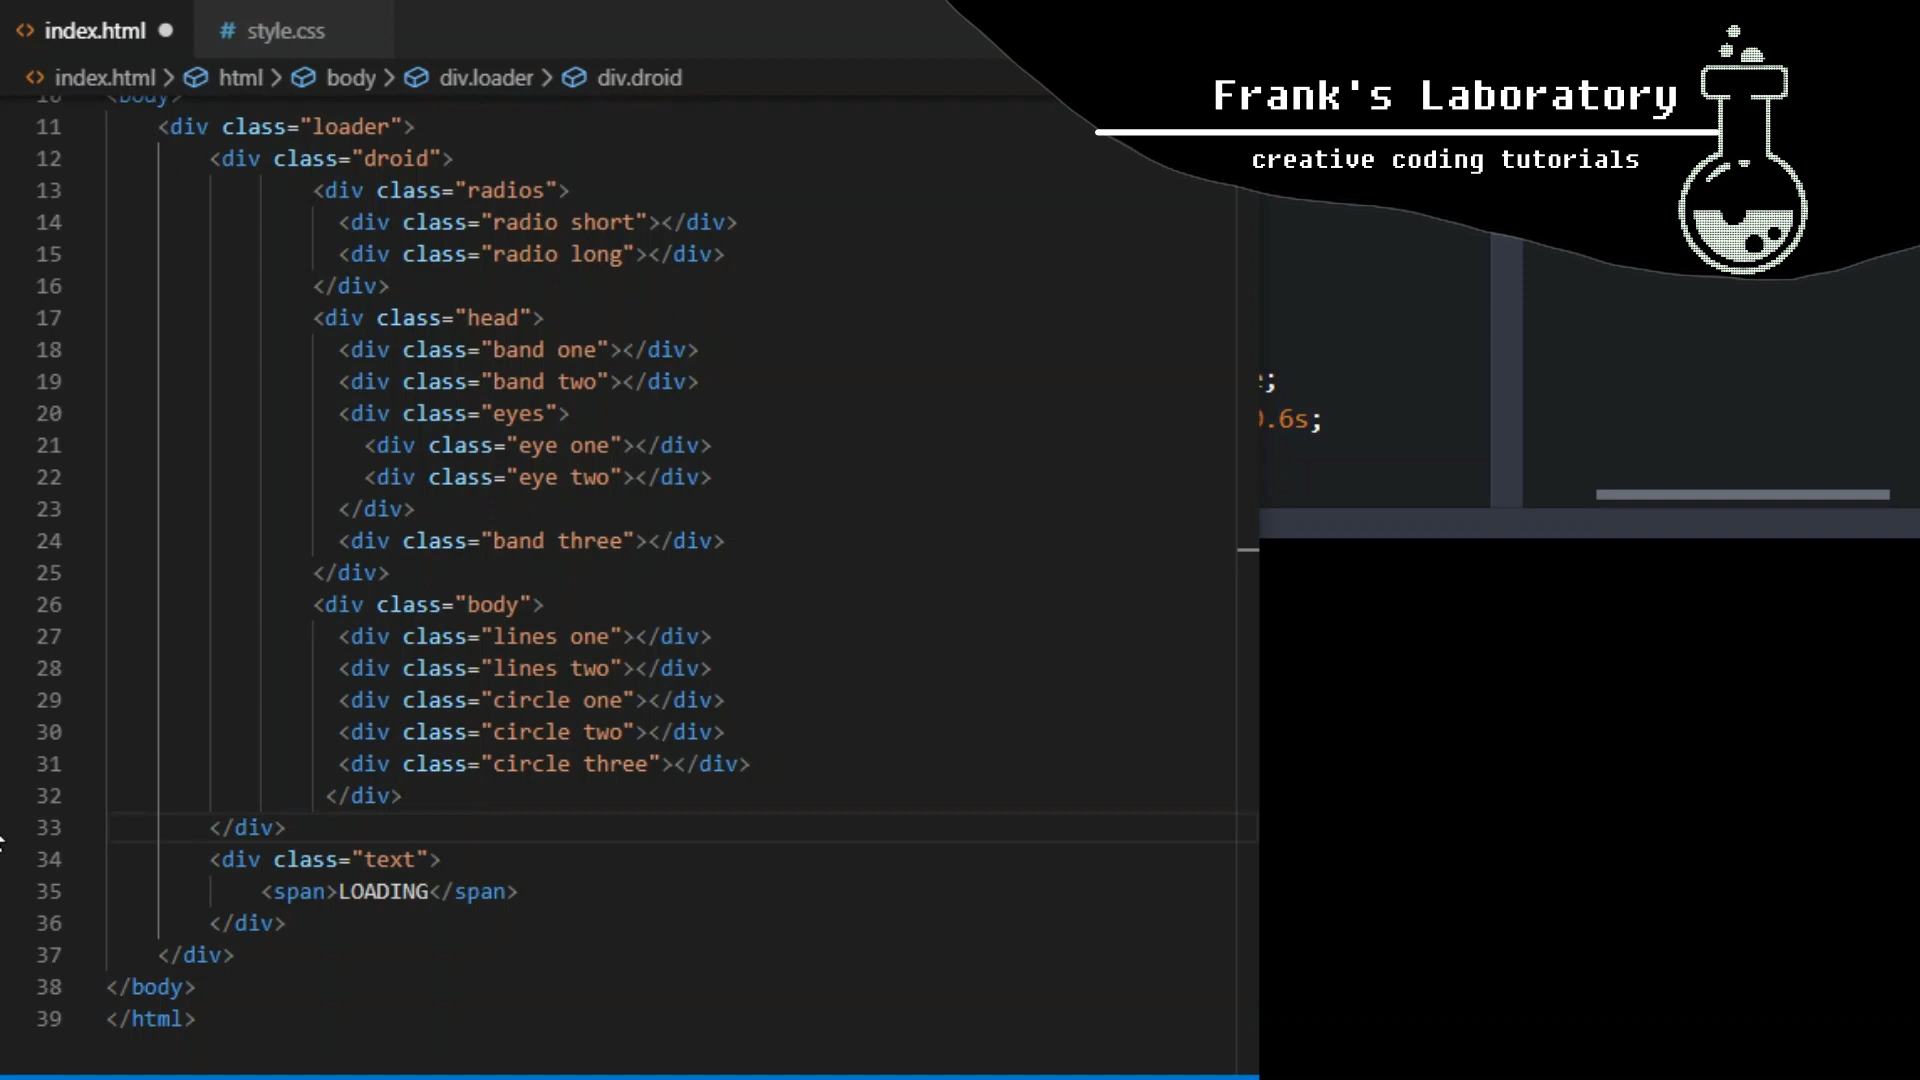 index.html
style.css
index.html > html > body > div.loader > div.droid
Frank's Laboratory
creative coding tutorials
10 <body>
11 <div class="loader">
12 <div class="droid">
13 <div class="radios">
14 <div class="radio short"></div>
15 <div class="radio long"></div>
16 </div>
17 <div class="head">
18 <div class="band one"></div>
19 <div class="band two"></div>
20 <div class="eyes">
21 <div class="eye one"></div>
22 <div class="eye two"></div>
23 </div>
24 <div class="band three"></div>
25 </div>
26 <div class="body">
27 <div class="lines one"></div>
28 <div class="lines two"></div>
29 <div class="circle one"></div>
30 <div class="circle two"></div>
31 <div class="circle three"></div>
32 </div>
33 </div>
34 <div class="text">
35 <span>LOADING</span>
36 </div>
37 </div>
38 </body>
39 </html>
;
0.6s;